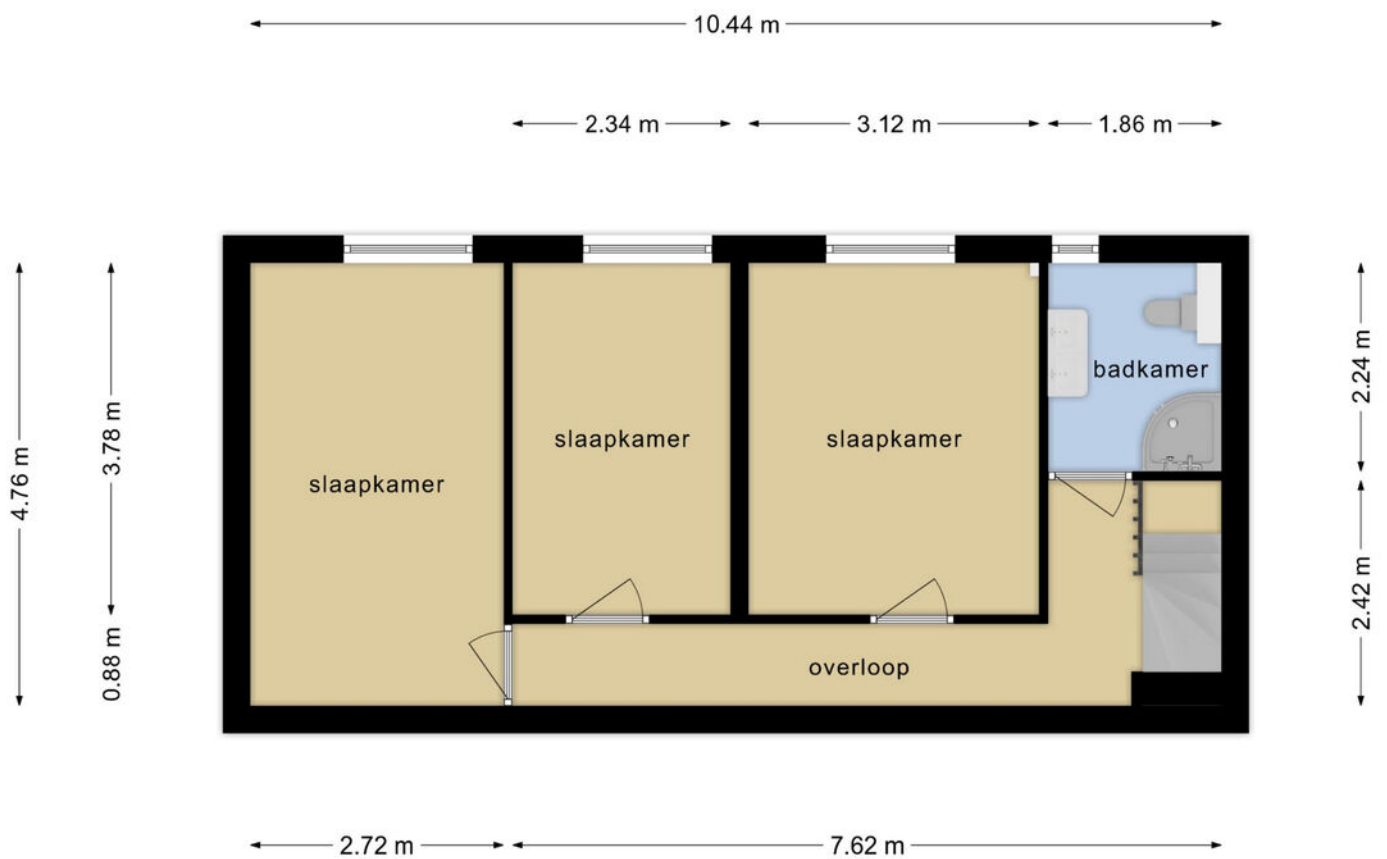 10.44 m
2.34 m
3.12 m
1.86 m
4.76 m
3.78 m
0.88 m
slaapkamer
slaapkamer
slaapkamer
badkamer
overloop
2.24 m
2.42 m
2.72 m
7.62 m